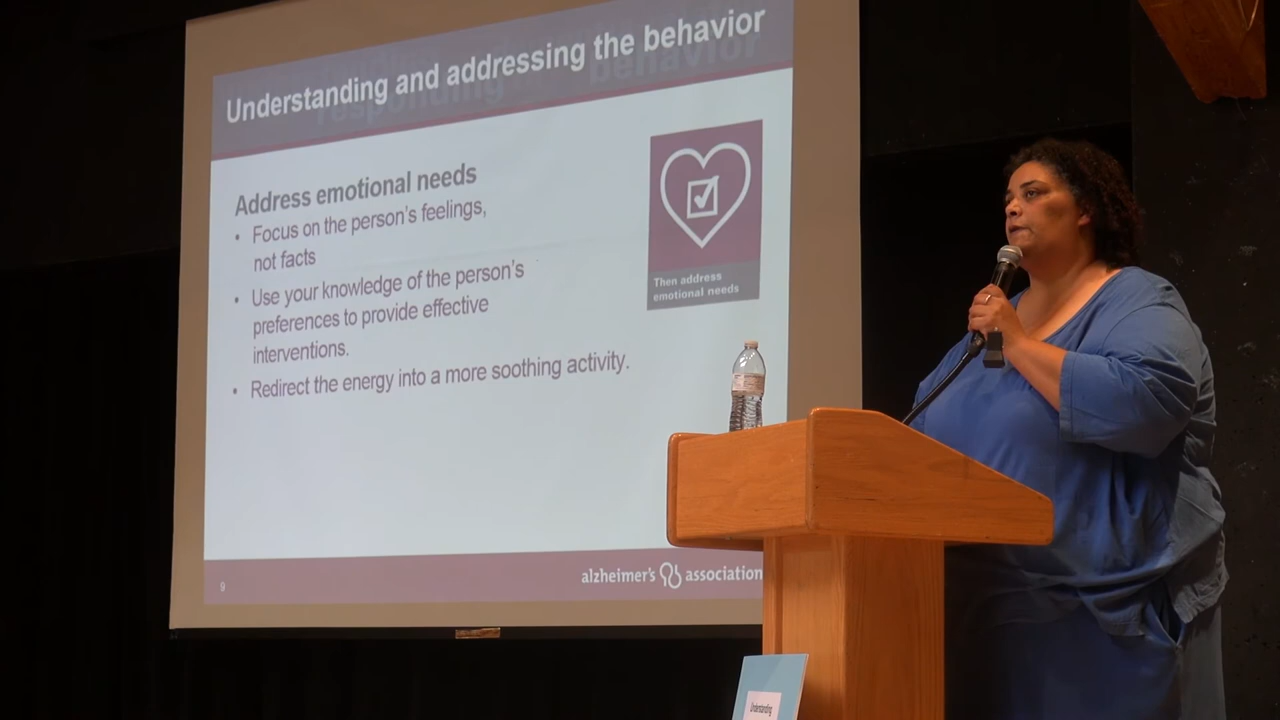 Understanding and addressing the behavior
Address emotional needs
• Focus on the person's feelings,
not facts
• Use your knowledge of the person's
preferences to provide effective
interventions.
• Redirect the energy into a more soothing activity.
Then address
emotional needs
9
alzheimer's association
Understanding